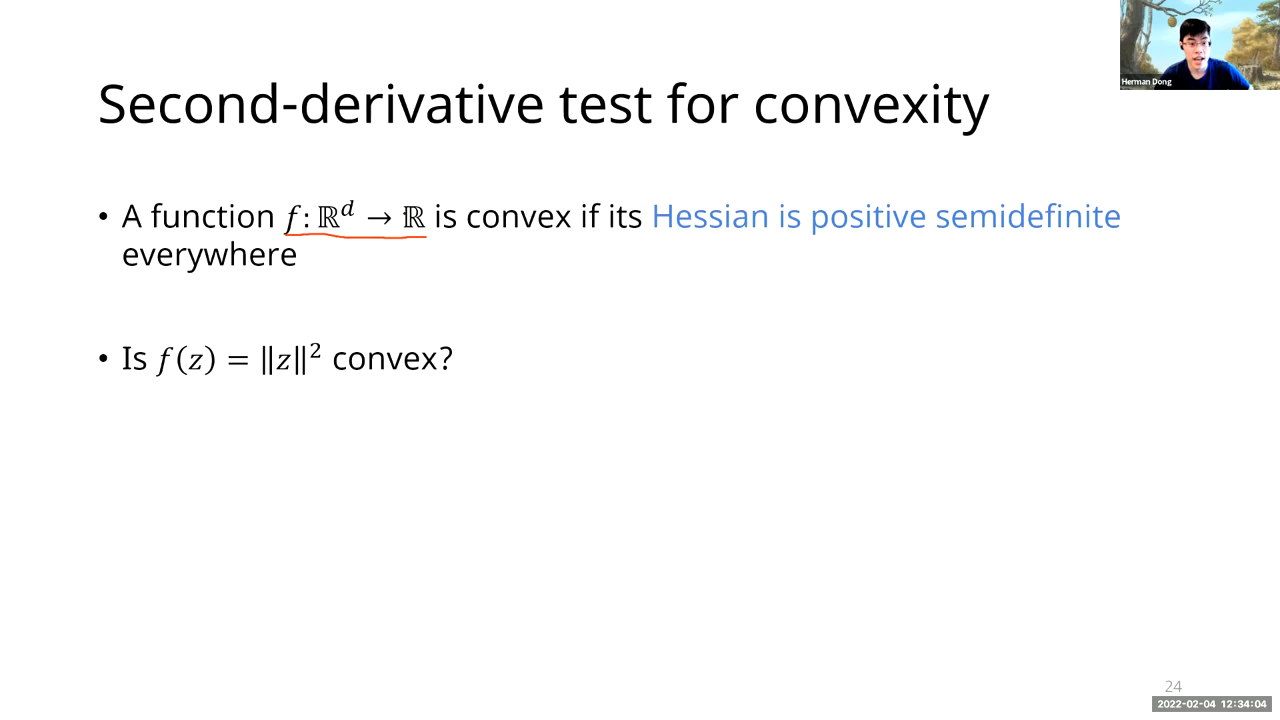 Herman Dong
Second-derivative test for convexity
• A function 𝑓: ℝ^𝑑 → ℝ is convex if its Hessian is positive semidefinite
everywhere
• Is 𝑓(𝑧) = ‖𝑧‖² convex?
24
2022-02-04 12:34:04